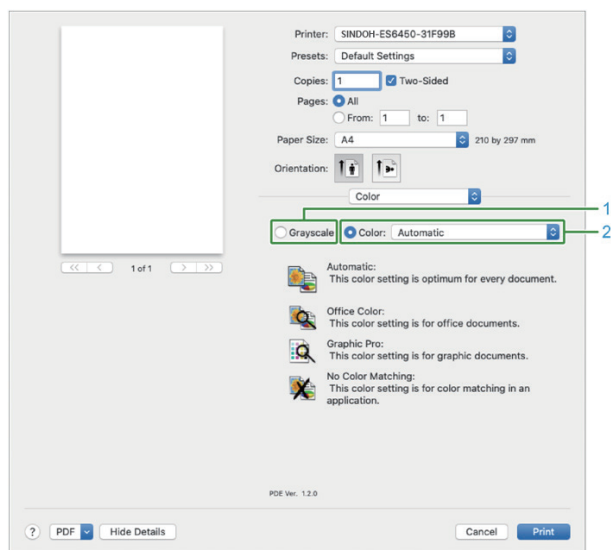 Printer: SINDOH-ES6450-31F99B
Presets: Default Settings
Copies: 1 Two-Sided
Pages: All
From: 1 to: 1
Paper Size: A4 210 by 297 mm
Orientation:
Color
1
Grayscale Color: Automatic 2
<< < 1 of 1 > >>
Automatic:
This color setting is optimum for every document.
Office Color:
This color setting is for office documents.
Graphic Pro:
This color setting is for graphic documents.
No Color Matching:
This color setting is for color matching in an
application.
PDE Ver. 1.2.0
? PDF Hide Details Cancel Print